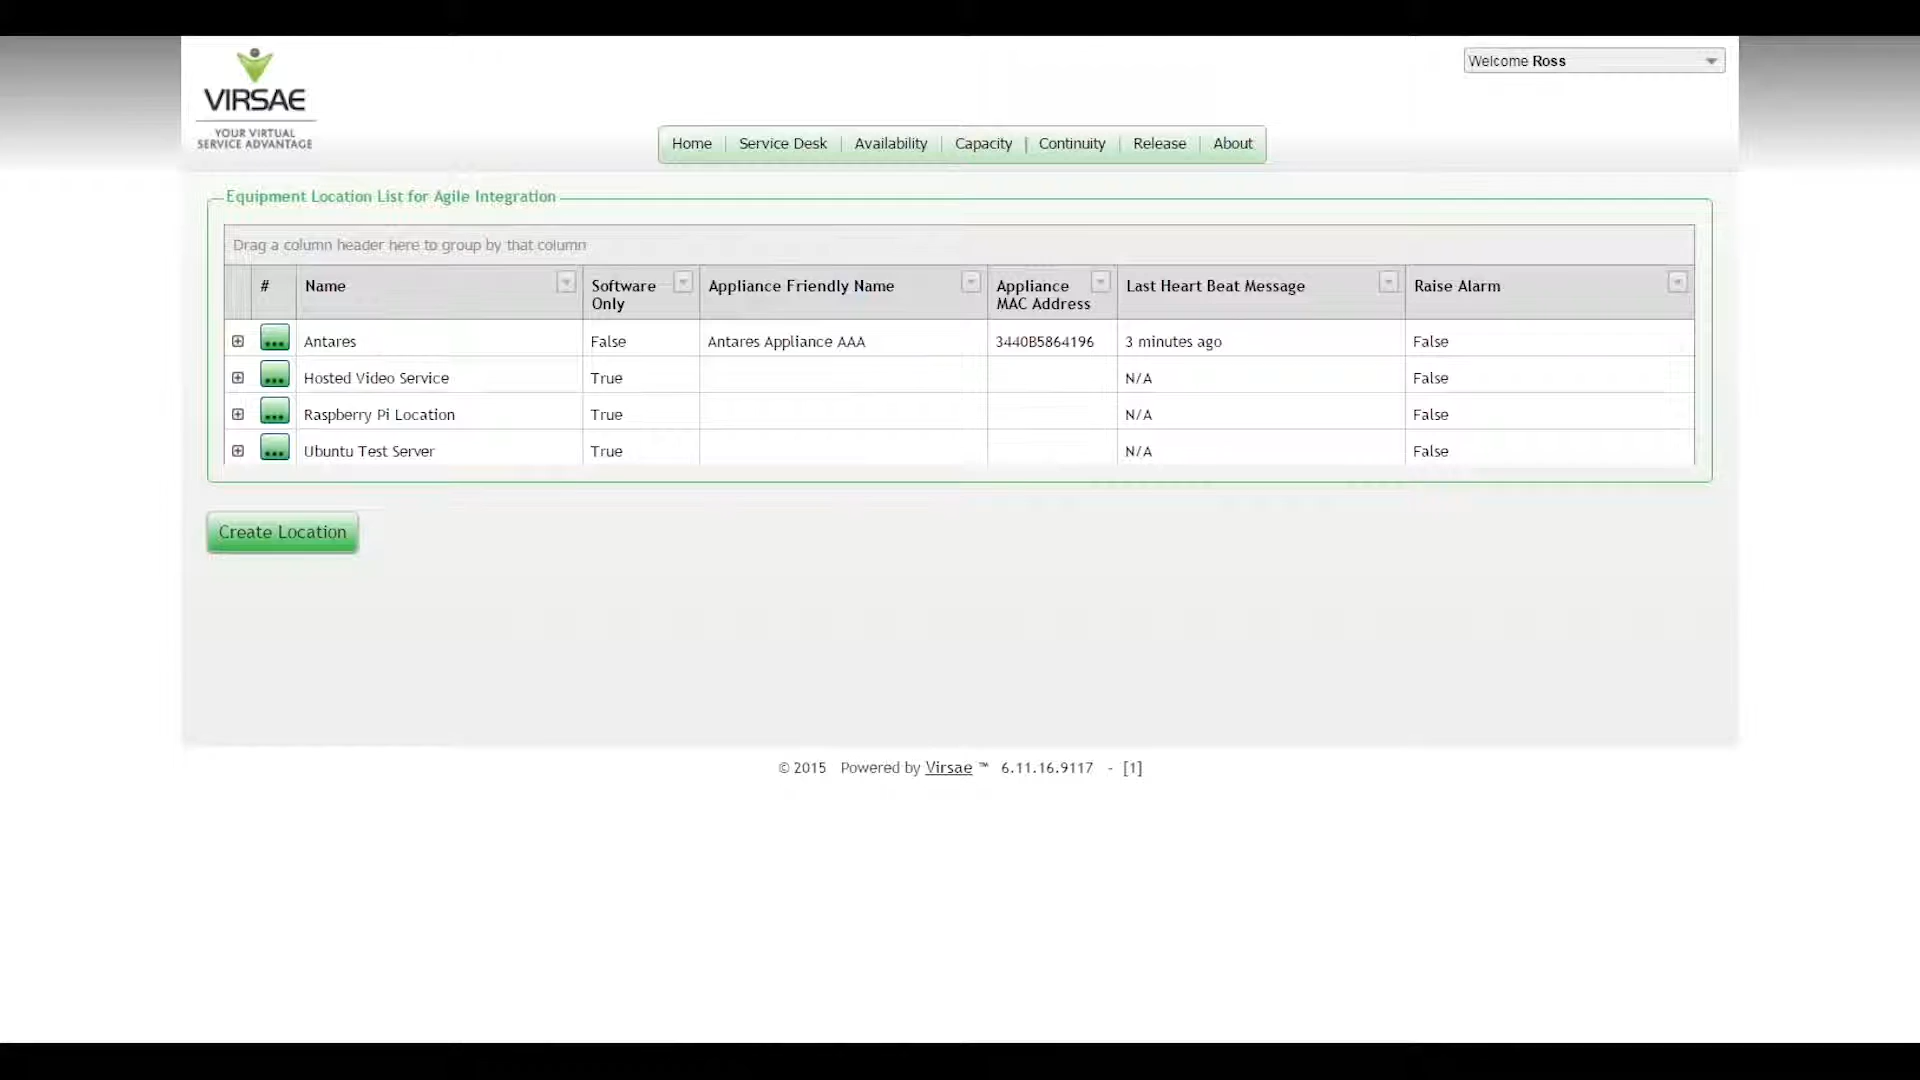 VIRSAE
YOUR VIRTUAL
SERVICE ADVANTAGE
Welcome Ross
Home Service Desk Availability Capacity Continuity Release About
Equipment Location List for Agile Integration
Drag a column header here to group by that column
# Name Software Only Appliance Friendly Name Appliance MAC Address Last Heart Beat Message Raise Alarm
Antares False Antares Appliance AAA 3440B5864196 3 minutes ago False
Hosted Video Service True N/A False
Raspberry Pi Location True N/A False
Ubuntu Test Server True N/A False
Create Location
© 2015 Powered by Virsae ™ 6.11.16.9117 - [1]